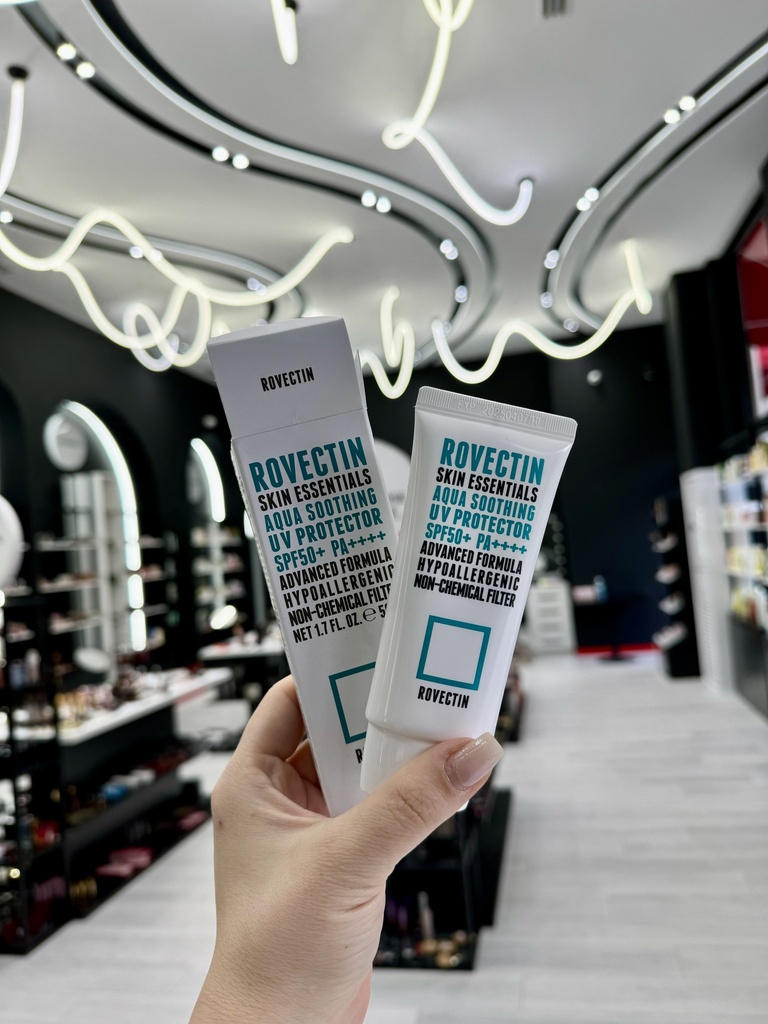 ROVECTIN
ROVECTIN
SKIN ESSENTIALS
AQUA SOOTHING
UV PROTECTOR
SPF50+ PA++++
ADVANCED FORMULA
HYPOALLERGENIC
NON-CHEMICAL FILTE
NET 1.7 FL. OZ. ℮ 5
ROVECTIN
SKIN ESSENTIALS
AQUA SOOTHING
UV PROTECTOR
SPF50+ PA++++
ADVANCED FORMULA
HYPOALLERGENIC
NON-CHEMICAL FILTER
ROVECTIN